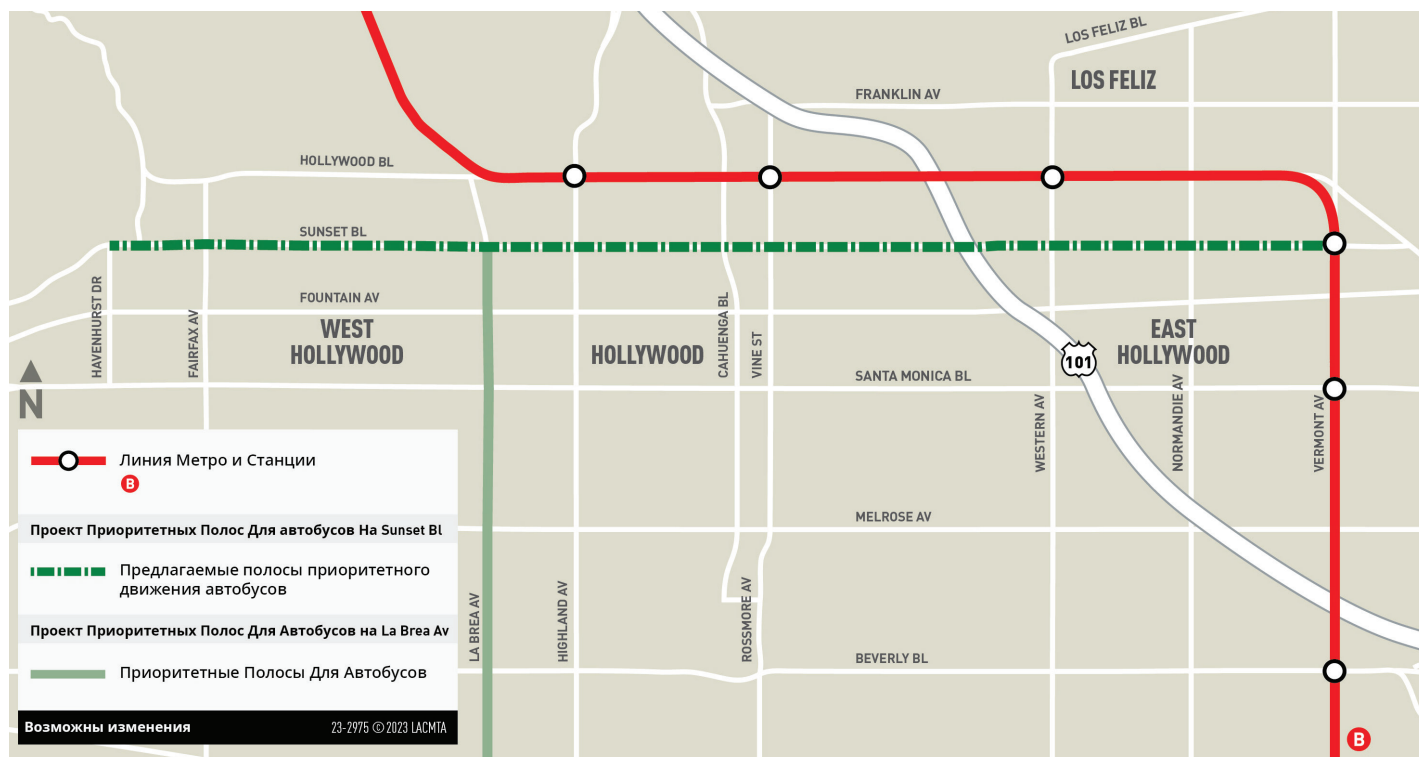 LOS FELIZ BL
LOS FELIZ
FRANKLIN AV
HOLLYWOOD BL
SUNSET BL
HAVENHURST DR
FAIRFAX AV
FOUNTAIN AV
WEST
HOLLYWOOD
HOLLYWOOD
CAHUENGA BL
VINE ST
EAST
HOLLYWOOD
101
SANTA MONICA BL
WESTERN AV
NORMANDIE AV
VERMONT AV
N
MELROSE AV
LA BREA AV
HIGHLAND AV
ROSSMORE AV
BEVERLY BL
B
Линия Метро и Станции
B
Проект Приоритетных Полос Для автобусов На Sunset Bl
Предлагаемые полосы приоритетного
движения автобусов
Проект Приоритетных Полос Для Автобусов на La Brea Av
Приоритетные Полосы Для Автобусов
Возможны изменения
23-2975 © 2023 LACMTA